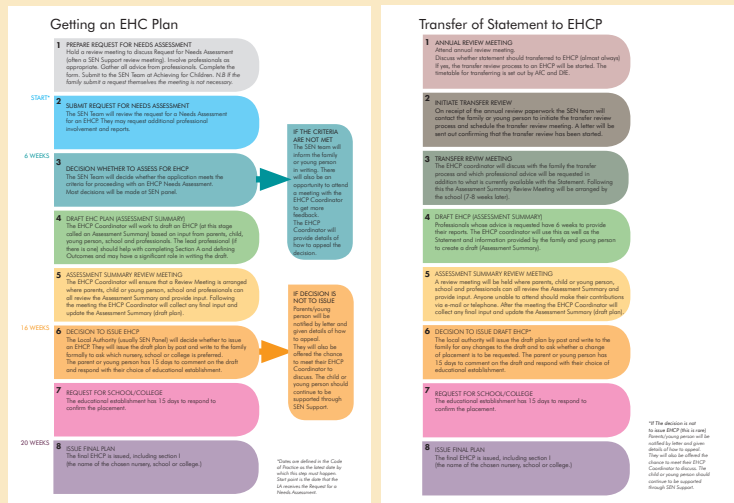 Getting an EHC Plan
1 PREPARE REQUEST FOR NEEDS ASSESSMENT
Hold a review meeting to discuss Request for Needs Assessment
(often a SEN Support review meeting). Involve professionals as
appropriate. Gather all advice from professionals. Complete the
form. Submit to the SEN Team at Achieving for Children. N.B if the
family submit a request themselves the meeting is not necessary.
START*
2 SUBMIT REQUEST FOR NEEDS ASSESSMENT
The SEN Team will review the request for a Needs Assessment
for an EHCP. They may request additional professional
involvement and reports.
6 WEEKS
3 DECISION WHETHER TO ASSESS FOR EHCP
The SEN Team will decide whether the application meets the
criteria for proceeding with an EHCP Needs Assessment.
Most decisions will be made at SEN panel.
IF THE CRITERIA
ARE NOT MET
The SEN team will
inform the family
or young person
in writing. There
will also be an
opportunity to attend
a meeting with the
EHCP Coordinator
to get more
feedback.
The EHCP
Coordinator will
provide details of
how to appeal the
decision.
4 DRAFT EHC PLAN (ASSESSMENT SUMMARY)
The EHCP Coordinator will work to draft an EHCP (at this stage
called an Assessment Summary) based on input from parents, child,
young person, school and professionals. The lead professional (if
there is one) should help with completing Section A and defining
Outcomes and may have a significant role in writing the draft.
5 ASSESSMENT SUMMARY REVIEW MEETING
The EHCP Coordinator will ensure that a Review Meeting is arranged
where parents, child or young person, school and professionals can
all review the Assessment Summary and provide input. Following
the meeting the EHCP Coordinator will collect any final input and
update the Assessment Summary (draft plan).
16 WEEKS
6 DECISION TO ISSUE EHCP
The Local Authority (usually SEN Panel) will decide whether to issue
an EHCP. They will issue the draft plan by post and write to the family
formally to ask which nursery, school or college is preferred.
The parent or young person has 15 days to comment on the draft
and respond with their choice of educational establishment.
IF DECISION IS
NOT TO ISSUE
Parents/young
person will be
notified by letter and
given details of how
to appeal.
They will also be
offered the chance
to meet their EHCP
Coordinator to
discuss. The child or
young person should
continue to be
supported through
SEN Support.
7 REQUEST FOR SCHOOL/COLLEGE
The educational establishment has 15 days to respond to
confirm the placement.
20 WEEKS
8 ISSUE FINAL PLAN
The final EHCP is issued, including section I
(the name of the chosen nursery, school or college.)
*Dates are defined in the Code
of Practice as the latest date by
which this step must happen.
Start point is the date that the
LA receives the Request for a
Needs Assessment.
Transfer of Statement to EHCP
1 ANNUAL REVIEW MEETING
Attend annual review meeting.
Discuss whether statement should transferred to EHCP (almost always)
If yes, the transfer review process to an EHCP will be started. The
timetable for transferring is set out by AfC and DfE.
2 INITIATE TRANSFER REVIEW
On receipt of the annual review paperwork the SEN team will
contact the family or young person to initiate the transfer review
process and schedule the transfer review meeting. A letter will be
sent out confirming that the transfer review has been started.
3 TRANSFER REVIEW MEETING
The EHCP coordinator will discuss with the family the transfer
process and which professional advice will be requested in
addition to what is currently available with the Statement. Following
this the Assessment Summary Review Meeting will be arranged by
the school (7-8 weeks later).
4 DRAFT EHCP (ASSESSMENT SUMMARY)
Professionals whose advice is requested have 6 weeks to provide
their reports. The EHCP coordinator will use this as well as the
Statement and information provided by the family and young person
to create a draft (Assessment Summary).
5 ASSESSMENT SUMMARY REVIEW MEETING
A review meeting will be held where parents, child or young person,
school and professionals can all review the Assessment Summary and
provide input. Anyone unable to attend should make their contributions
via e-mail or telephone. After the meeting the EHCP Coordinator will
collect any final input and update the Assessment Summary (draft plan).
6 DECISION TO ISSUE DRAFT EHCP*
The local authority will issue the draft plan by post and write to the
family for any changes to the draft and to ask whether a change
of placement is to be requested. The parent or young person has
15 days to comment on the draft and respond with their choice of
educational establishment.
7 REQUEST FOR SCHOOL/COLLEGE
The educational establishment has 15 days to respond to
confirm the placement.
8 ISSUE FINAL PLAN
The final EHCP is issued, including section I
(the name of the chosen nursery, school or college.)
*If The decision is not
to issue EHCP (this is rare)
Parents/young person will be
notified by letter and given
details of how to appeal.
They will also be offered the
chance to meet their EHCP
Coordinator to discuss. The
child or young person should
continue to be supported
through SEN Support.